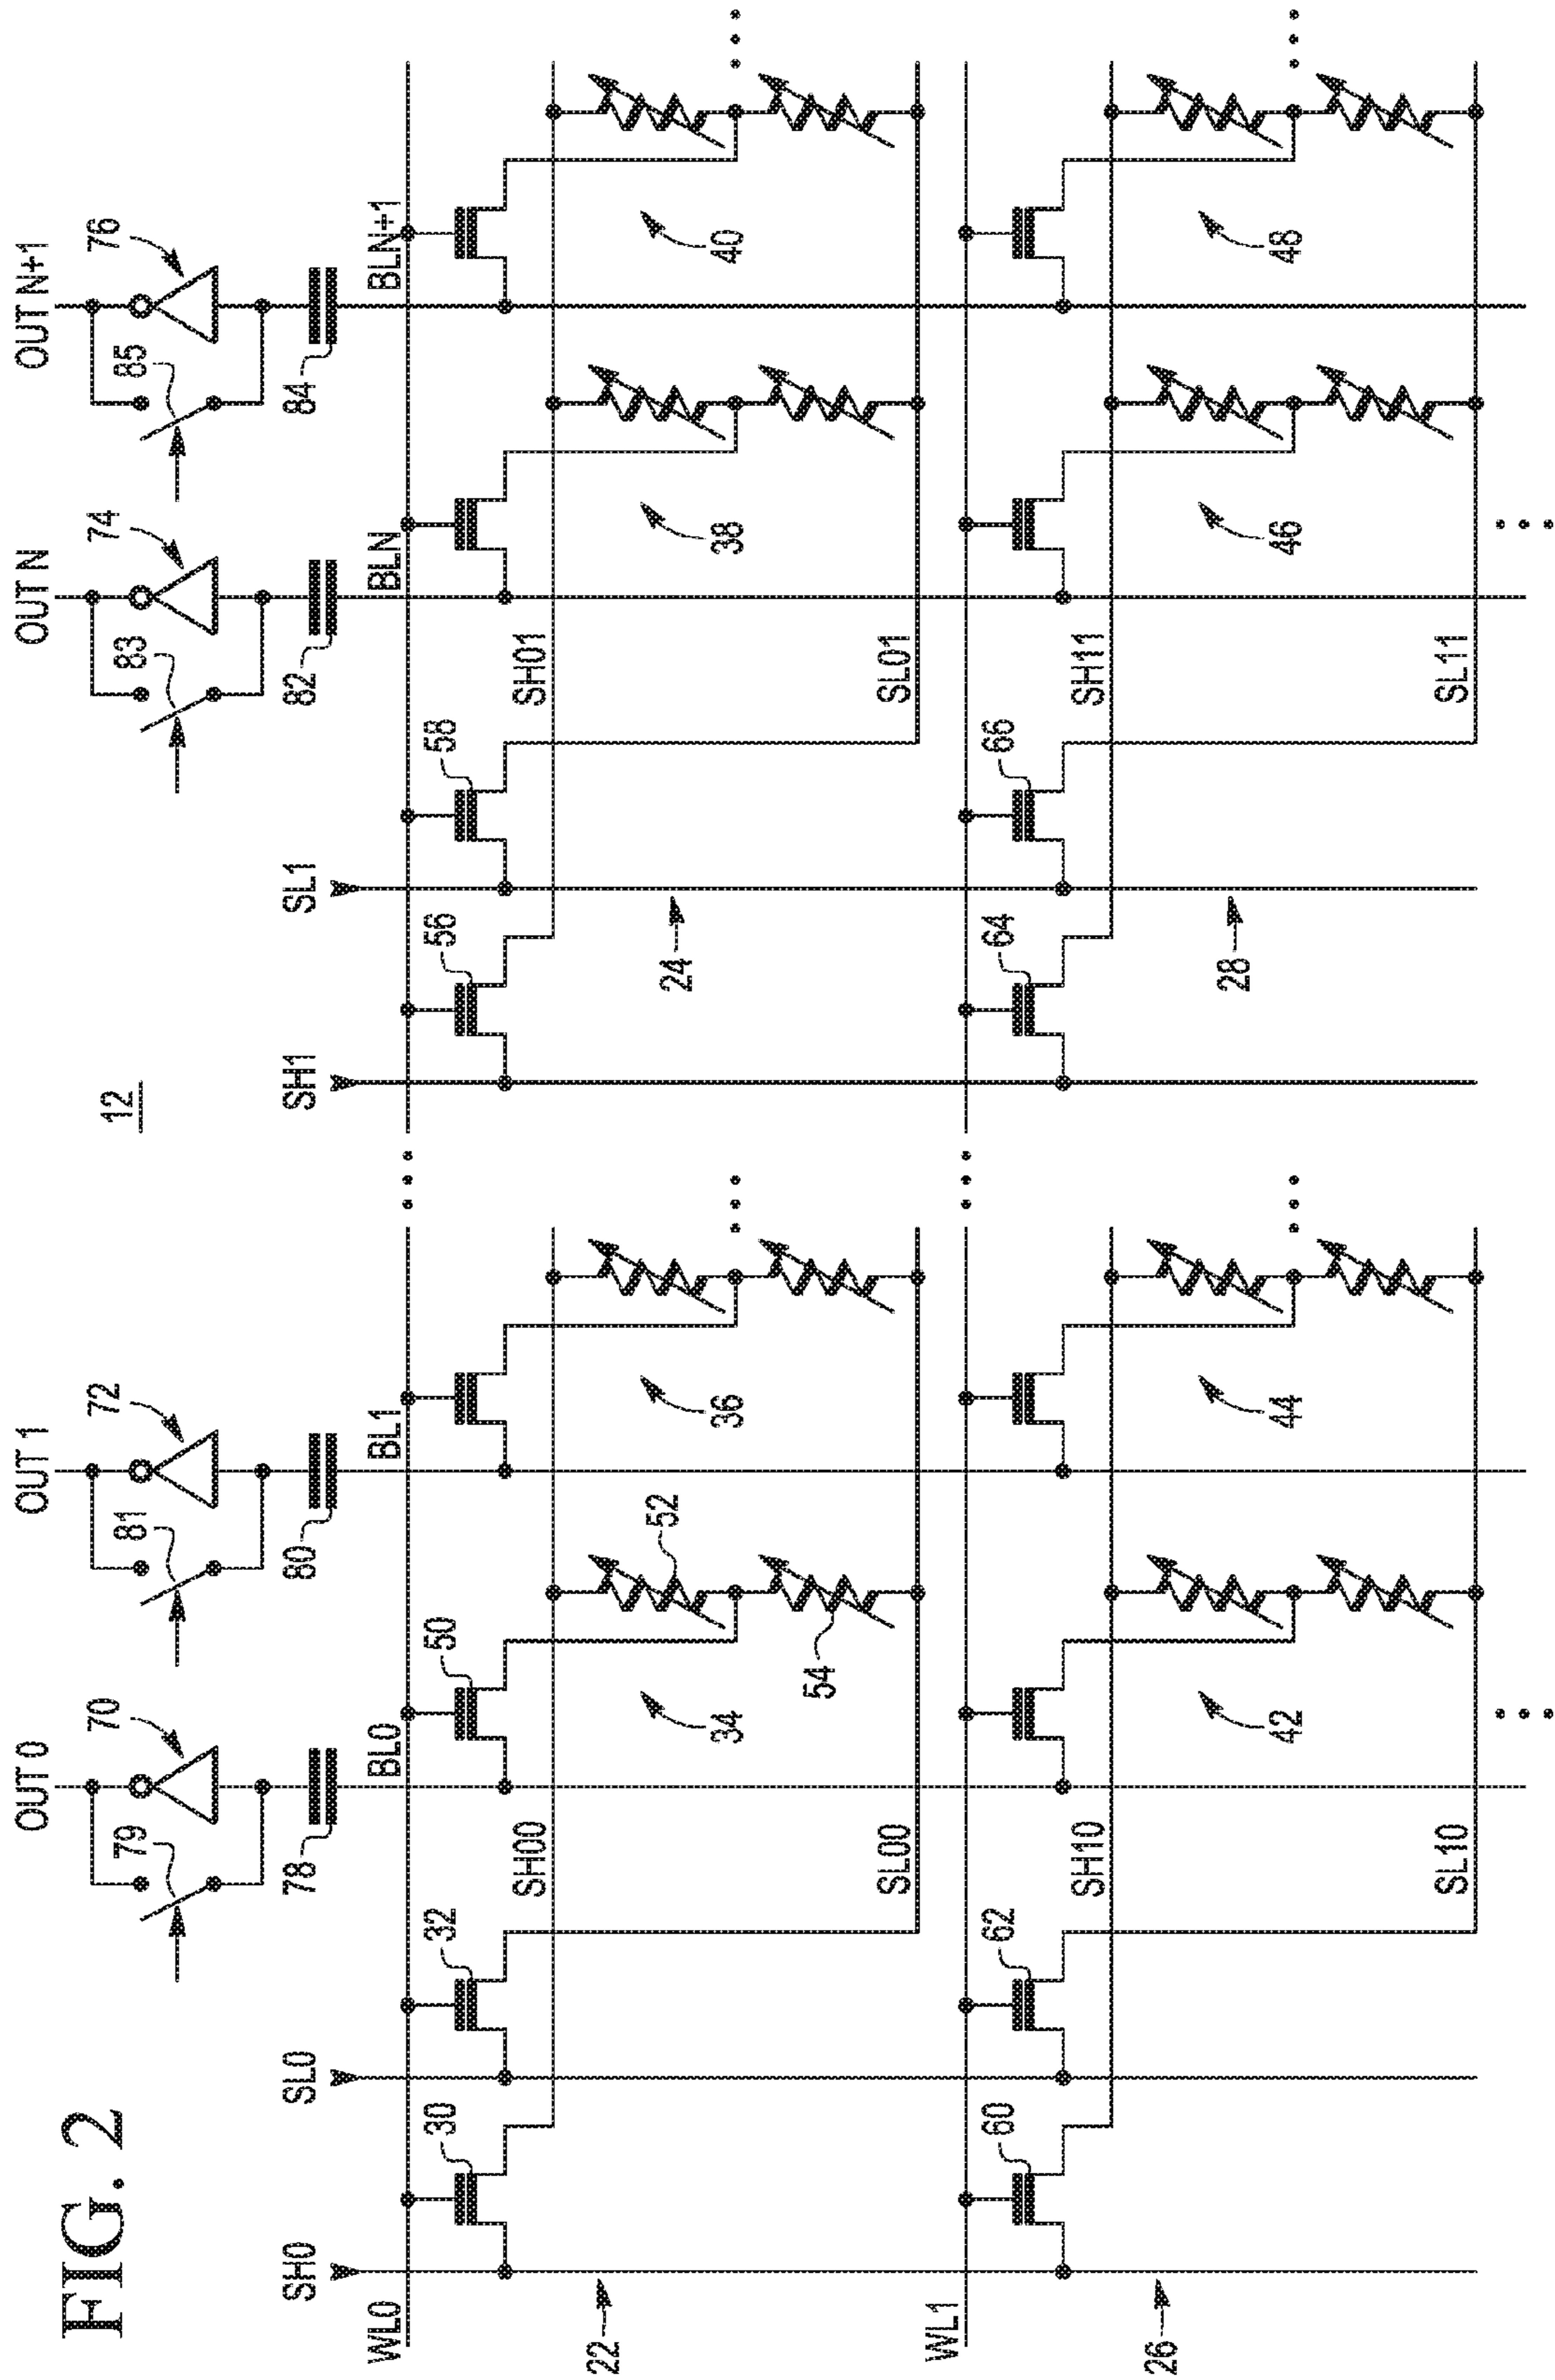 FIG. 2
12
OUT 0
OUT 1
OUT N
OUT N+1
70
72
74
76
79
81
83
85
78
80
82
84
SH0
SL0
SH1
SL1
WL0
BL0
BL1
BLN
BLN+1
30
32
50
56
58
SH00
SH01
52
54
22
34
36
24
38
40
SL00
SL01
WL1
60
62
64
66
SH10
SH11
26
42
44
28
46
48
SL10
SL11